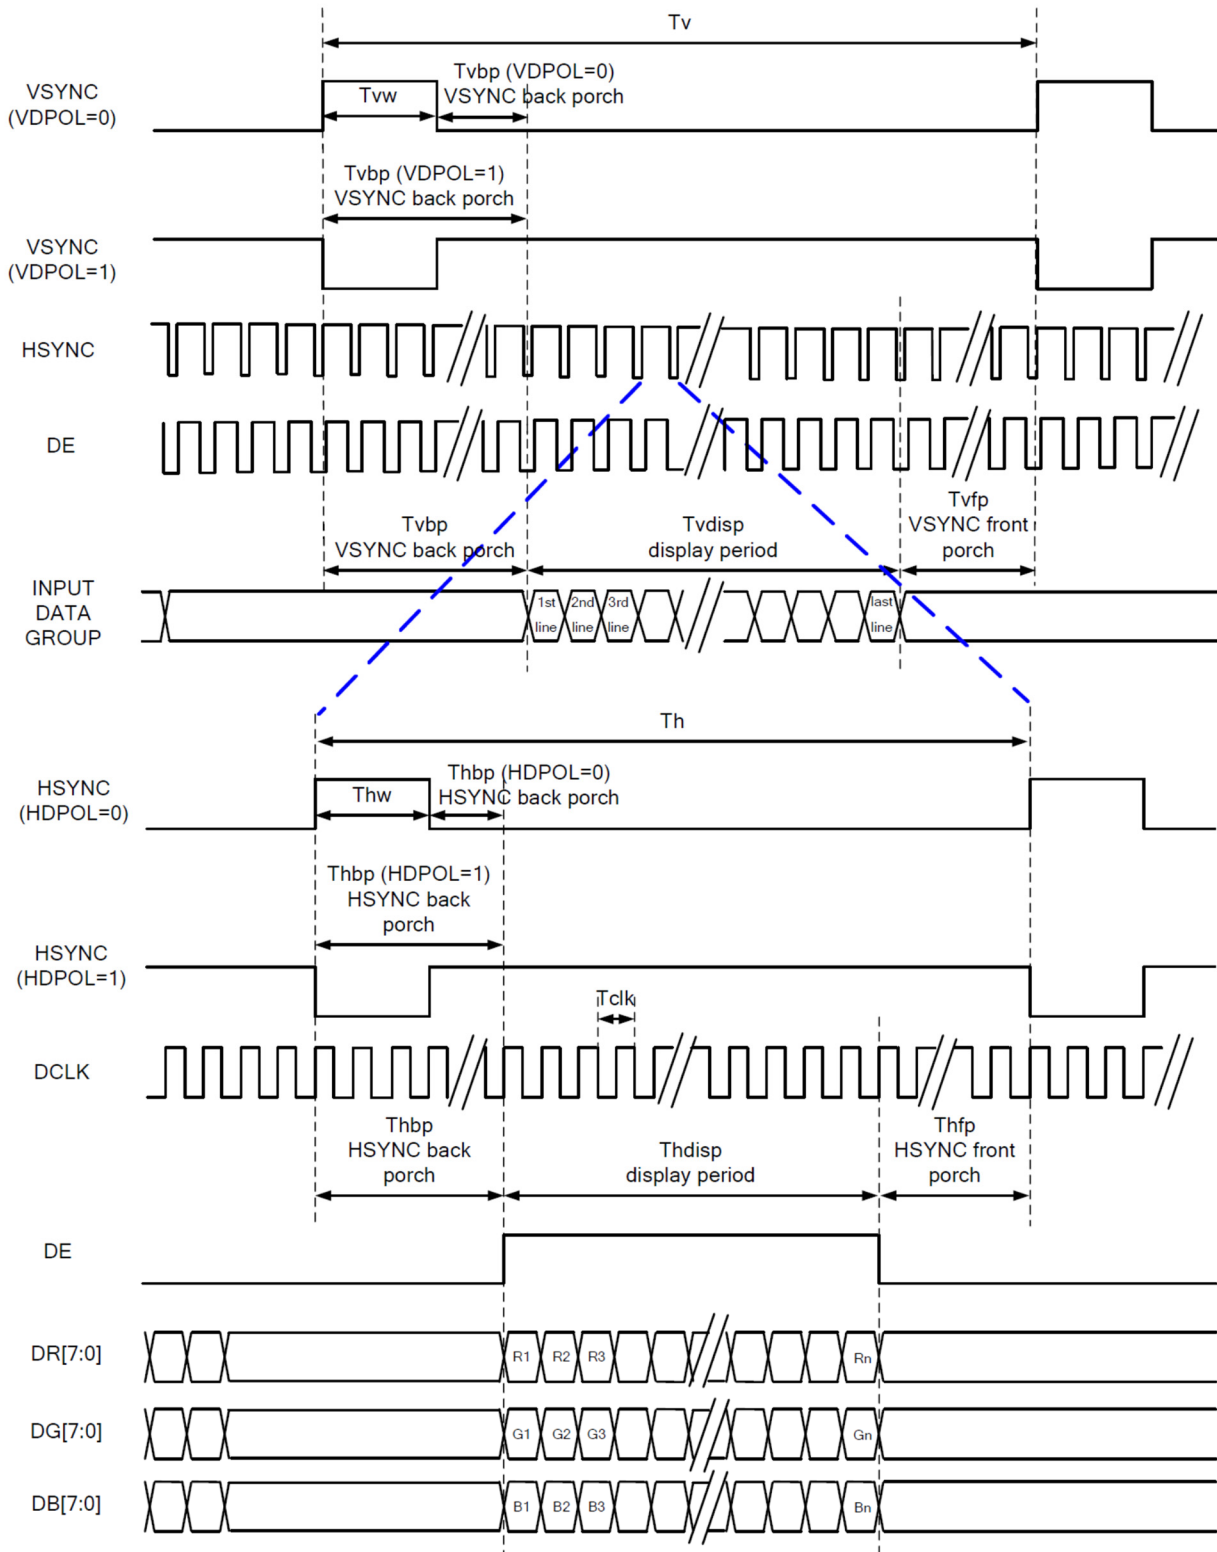 Tv
VSYNC
(VDPOL=0)
Tvw
Tvbp (VDPOL=0)
VSYNC back porch
Tvbp (VDPOL=1)
VSYNC back porch
VSYNC
(VDPOL=1)
HSYNC
DE
Tvbp
VSYNC back porch
Tvdisp
display period
Tvfp
VSYNC front
porch
INPUT
DATA
GROUP
1st
line
2nd
line
3rd
line
last
line
Th
HSYNC
(HDPOL=0)
Thw
Thbp (HDPOL=0)
HSYNC back porch
Thbp (HDPOL=1)
HSYNC back
porch
HSYNC
(HDPOL=1)
Tclk
DCLK
Thbp
HSYNC back
porch
Thdisp
display period
Thfp
HSYNC front
porch
DE
DR[7:0]
R1 R2 R3 Rn
DG[7:0]
G1 G2 G3 Gn
DB[7:0]
B1 B2 B3 Bn